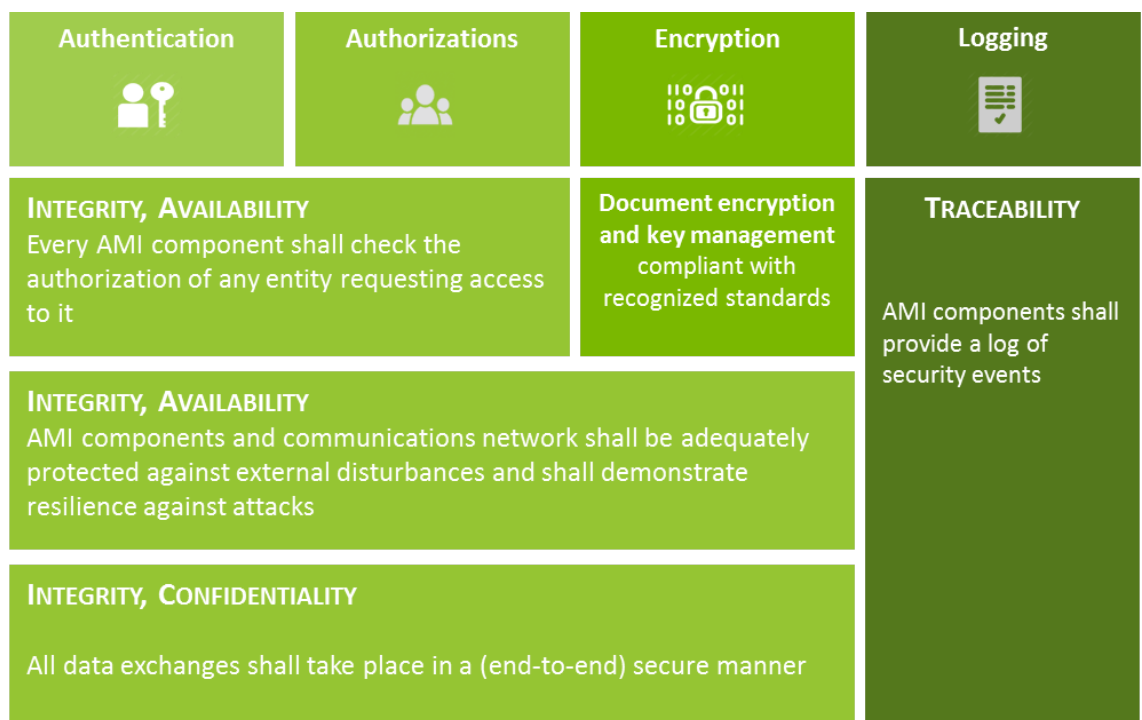 Authentication
Authorizations
Encryption
Logging
INTEGRITY, AVAILABILITY
Every AMI component shall check the
authorization of any entity requesting access
to it
Document encryption
and key management
compliant with
recognized standards
TRACEABILITY
AMI components shall
provide a log of
security events
INTEGRITY, AVAILABILITY
AMI components and communications network shall be adequately
protected against external disturbances and shall demonstrate
resilience against attacks
INTEGRITY, CONFIDENTIALITY
All data exchanges shall take place in a (end-to-end) secure manner